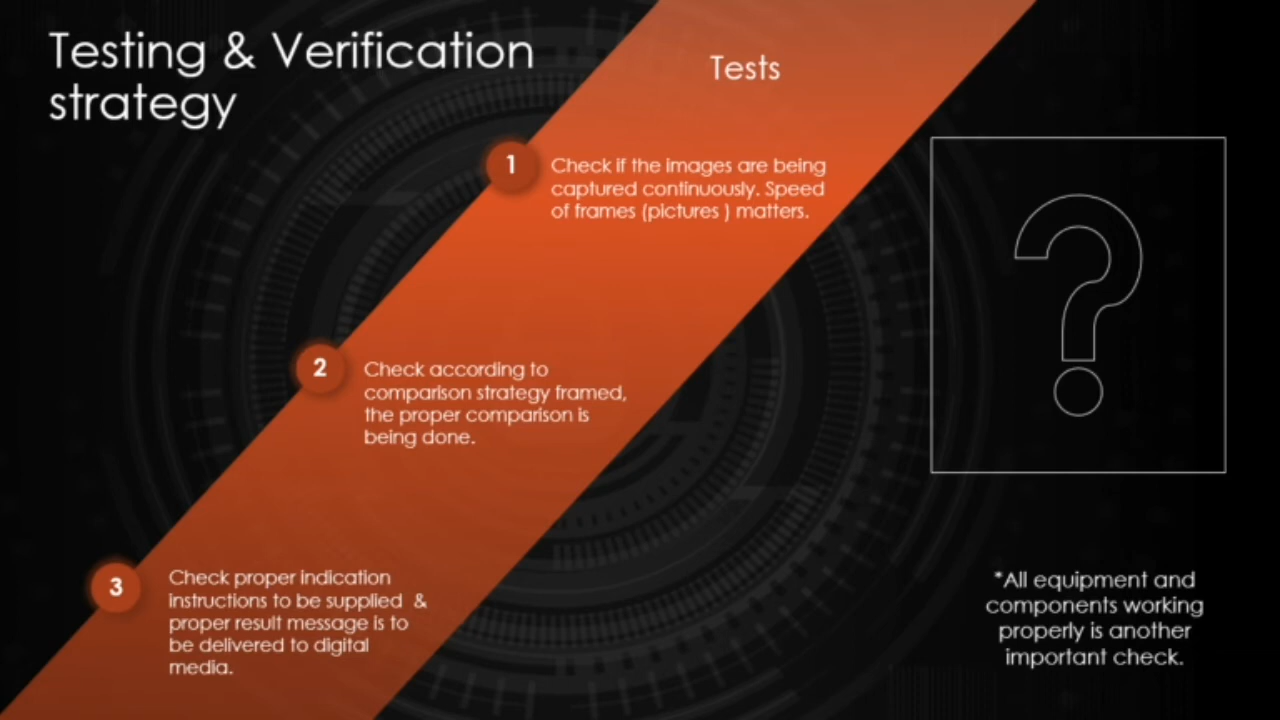 Testing & Verification
strategy
Tests
1
Check if the images are being
captured continuously. Speed
of frames (pictures ) matters.
2
Check according to
comparison strategy framed,
the proper comparison is
being done.
3
Check proper indication
instructions to be supplied  &
proper result message is to
be delivered to digital
media.
?
*All equipment and
components working
properly is another
important check.